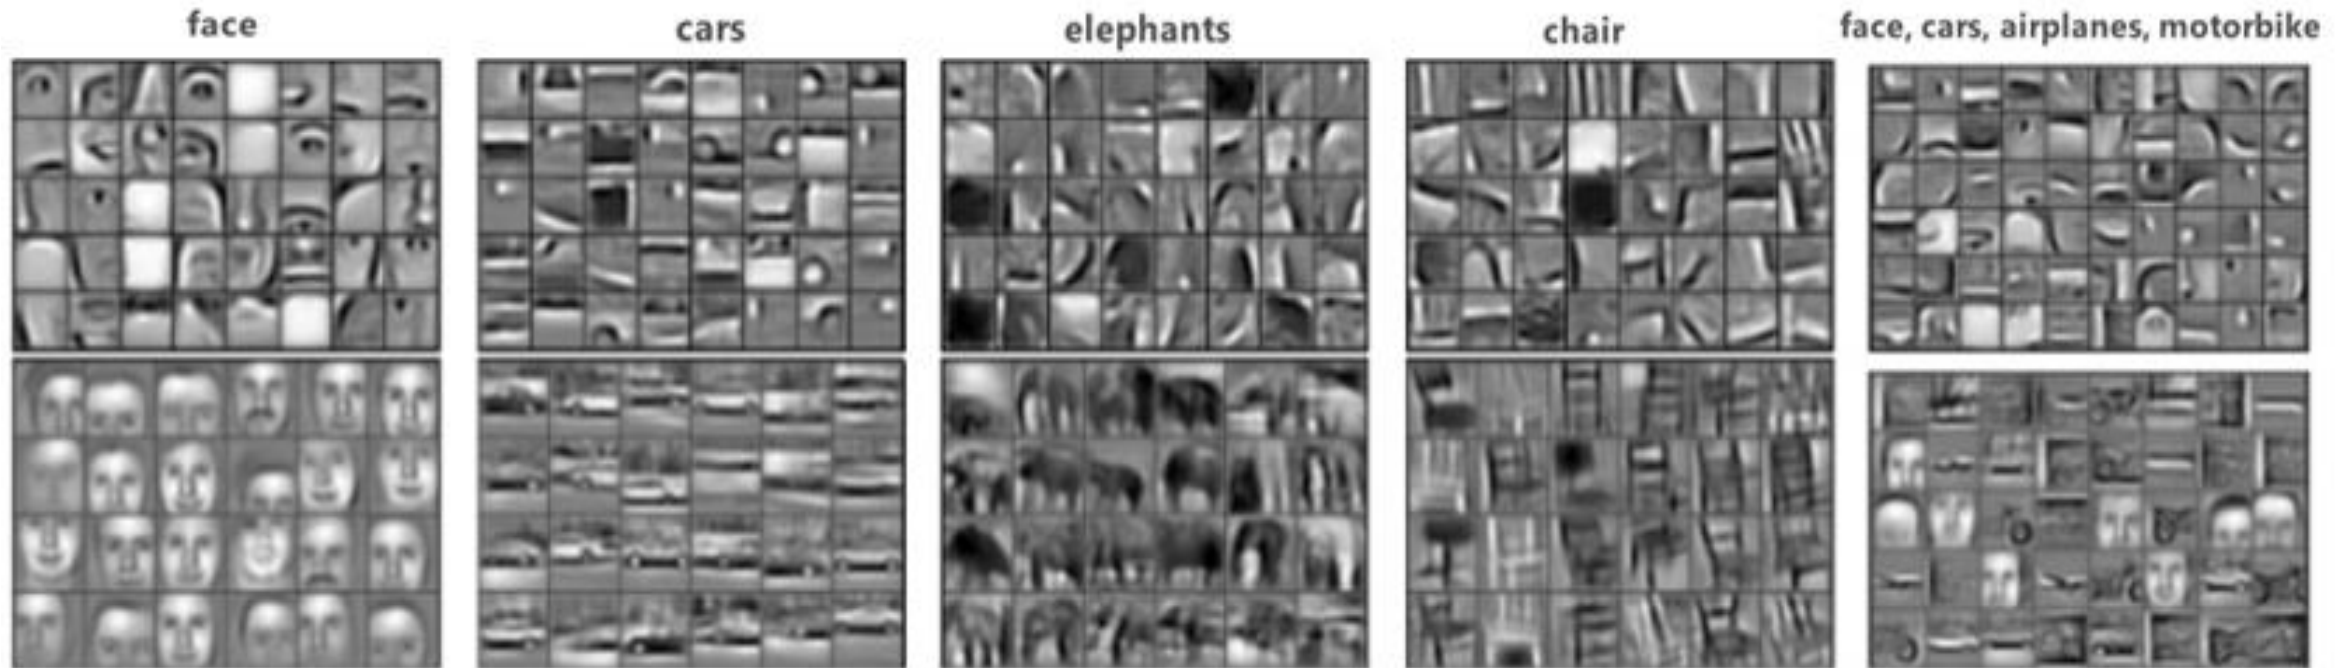 face
cars
elephants
chair
face, cars, airplanes, motorbike